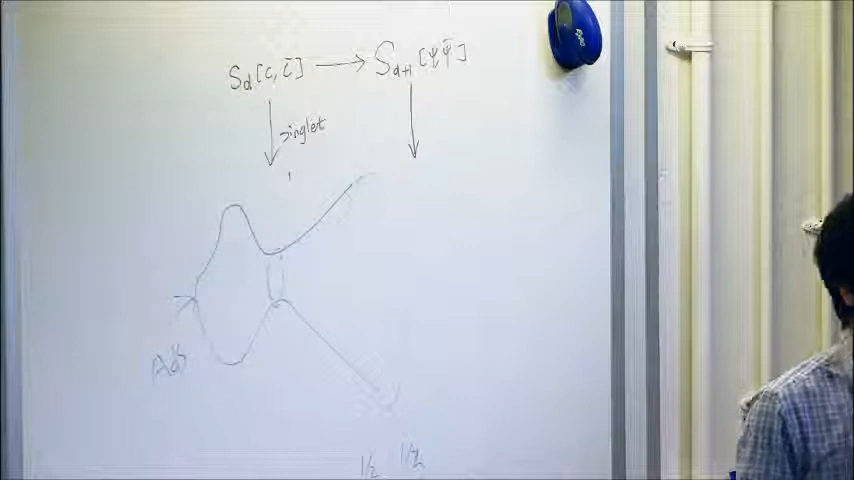 S_d[c, c̄] → S_{d+1}[ψ ψ̄]
singlet
AdS
1/2 1/2